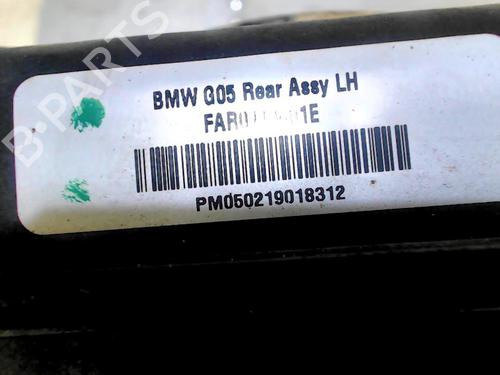 BMW G05 Rear Assy LH
PM050219018312
B-PARTS